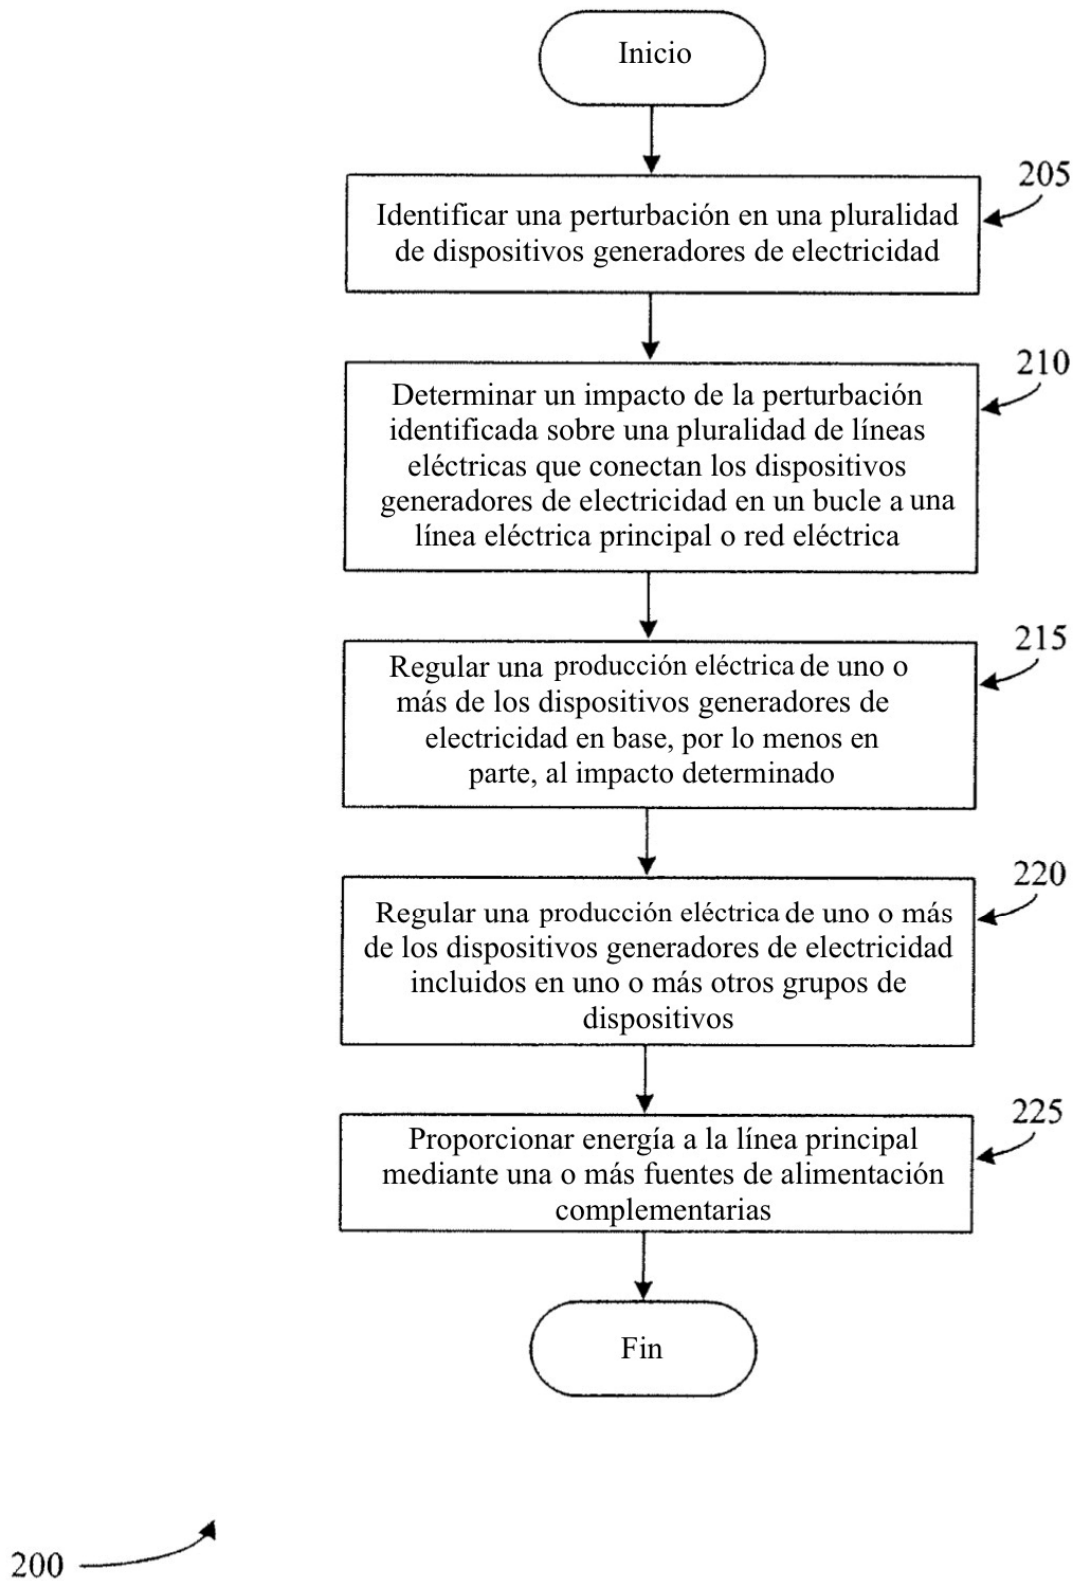 Inicio
205
Identificar una perturbación en una pluralidad
de dispositivos generadores de electricidad
210
Determinar un impacto de la perturbación
identificada sobre una pluralidad de líneas
eléctricas que conectan los dispositivos
generadores de electricidad en un bucle a una
línea eléctrica principal o red eléctrica
215
Regular una producción eléctrica de uno o
más de los dispositivos generadores de
electricidad en base, por lo menos en
parte, al impacto determinado
220
Regular una producción eléctrica de uno o más
de los dispositivos generadores de electricidad
incluidos en uno o más otros grupos de
dispositivos
225
Proporcionar energía a la línea principal
mediante una o más fuentes de alimentación
complementarias
Fin
200